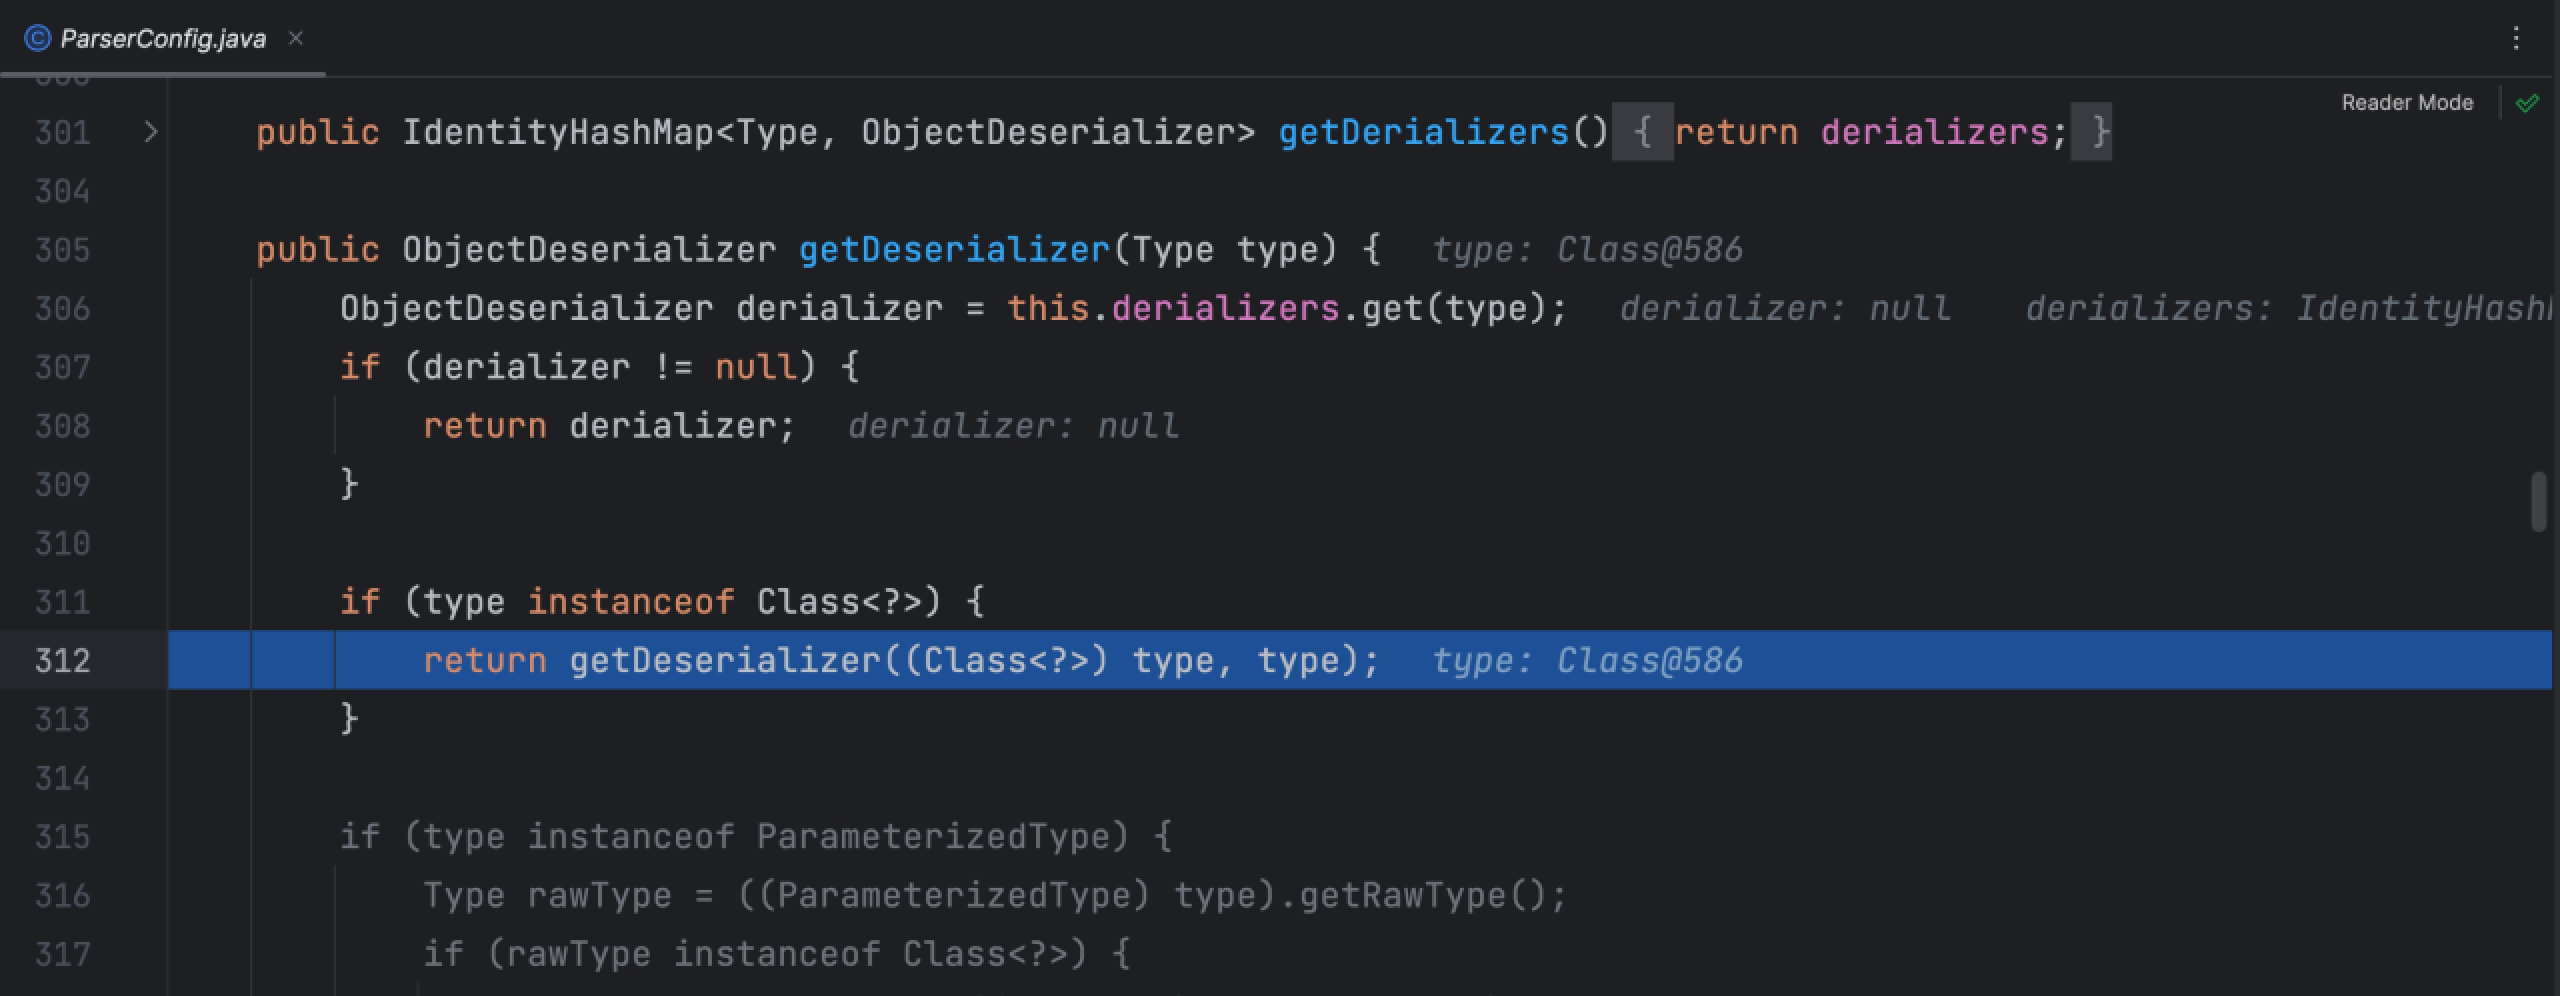 ParserConfig.java
Reader Mode
301 public IdentityHashMap<Type, ObjectDeserializer> getDerializers() { return derializers; }
304
305 public ObjectDeserializer getDeserializer(Type type) { type: Class@586
306 ObjectDeserializer derializer = this.derializers.get(type); derializer: null derializers: IdentityHash
307 if (derializer != null) {
308 return derializer; derializer: null
309 }
310
311 if (type instanceof Class<?>) {
312 return getDeserializer((Class<?>) type, type); type: Class@586
313 }
314
315 if (type instanceof ParameterizedType) {
316 Type rawType = ((ParameterizedType) type).getRawType();
317 if (rawType instanceof Class<?>) {